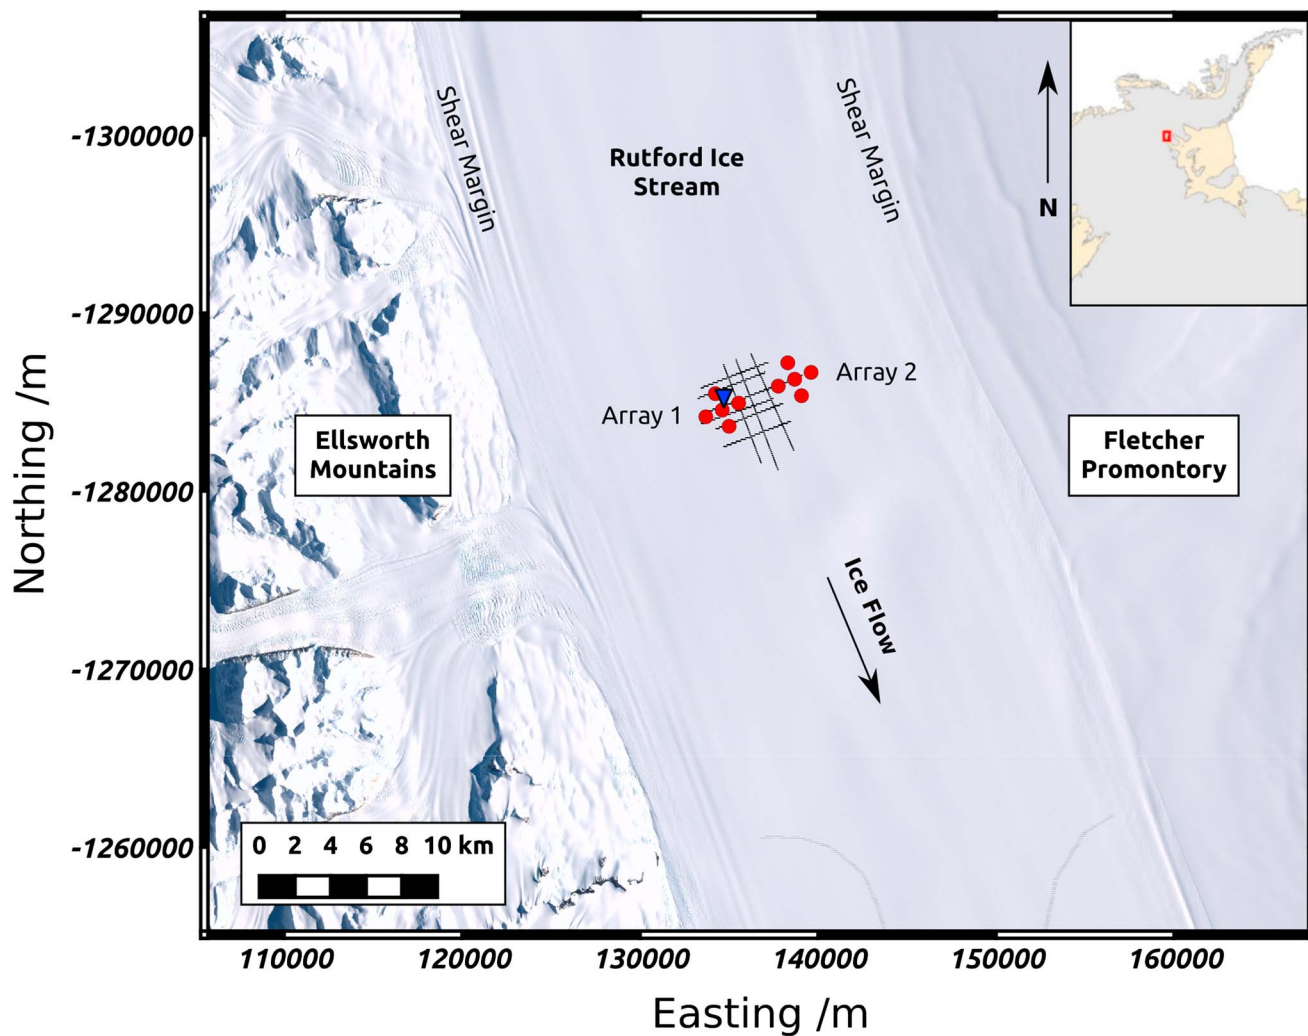 Shear Margin
Shear Margin
Rutford Ice
Stream
N
Array 2
Array 1
Ellsworth
Mountains
Fletcher
Promontory
Ice Flow
0 2 4 6 8 10 km
-1300000
-1290000
-1280000
-1270000
-1260000
Northing /m
110000 120000 130000 140000 150000 160000
Easting /m